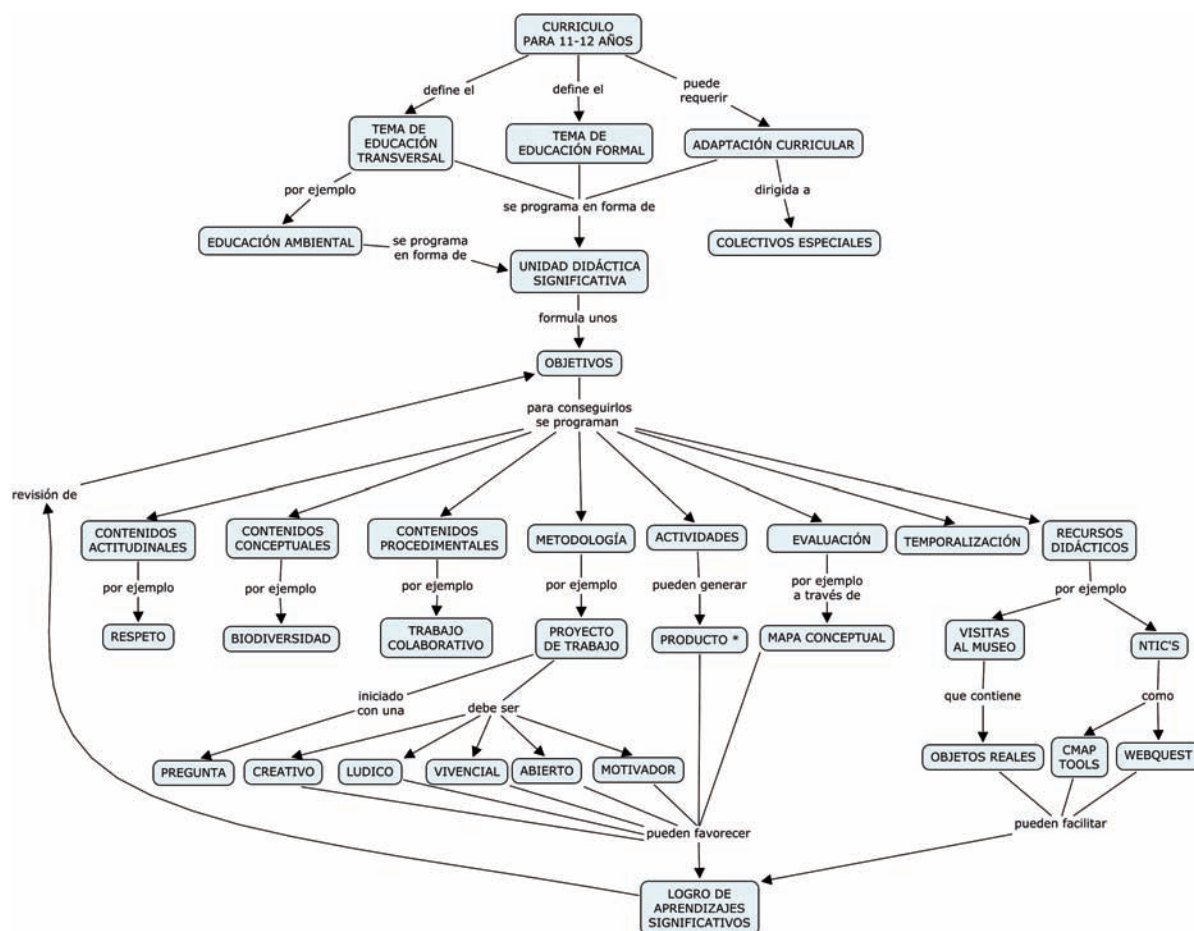 CURRICULO
PARA 11-12 AÑOS
define el
define el
puede
requerir
TEMA DE
EDUCACIÓN
TRANSVERSAL
TEMA DE
EDUCACIÓN FORMAL
ADAPTACIÓN CURRICULAR
por ejemplo
se programa en forma de
dirigida a
EDUCACIÓN AMBIENTAL
se programa
en forma de
COLECTIVOS ESPECIALES
UNIDAD DIDÁCTICA
SIGNIFICATIVA
formula unos
OBJETIVOS
para conseguirlos
se programan
revisión de
CONTENIDOS
ACTITUDINALES
CONTENIDOS
CONCEPTUALES
CONTENIDOS
PROCEDIMENTALES
METODOLOGÍA
ACTIVIDADES
EVALUACIÓN
TEMPORALIZACIÓN
RECURSOS
DIDÁCTICOS
por ejemplo
por ejemplo
por ejemplo
por ejemplo
pueden generar
por ejemplo
a través de
por ejemplo
RESPETO
BIODIVERSIDAD
TRABAJO
COLABORATIVO
PROYECTO
DE TRABAJO
PRODUCTO *
MAPA CONCEPTUAL
VISITAS
AL MUSEO
NTIC'S
iniciado
con una
debe ser
que contiene
como
PREGUNTA
CREATIVO
LUDICO
VIVENCIAL
ABIERTO
MOTIVADOR
OBJETOS REALES
CMAP
TOOLS
WEBQUEST
pueden favorecer
pueden facilitar
LOGRO DE
APRENDIZAJES
SIGNIFICATIVOS